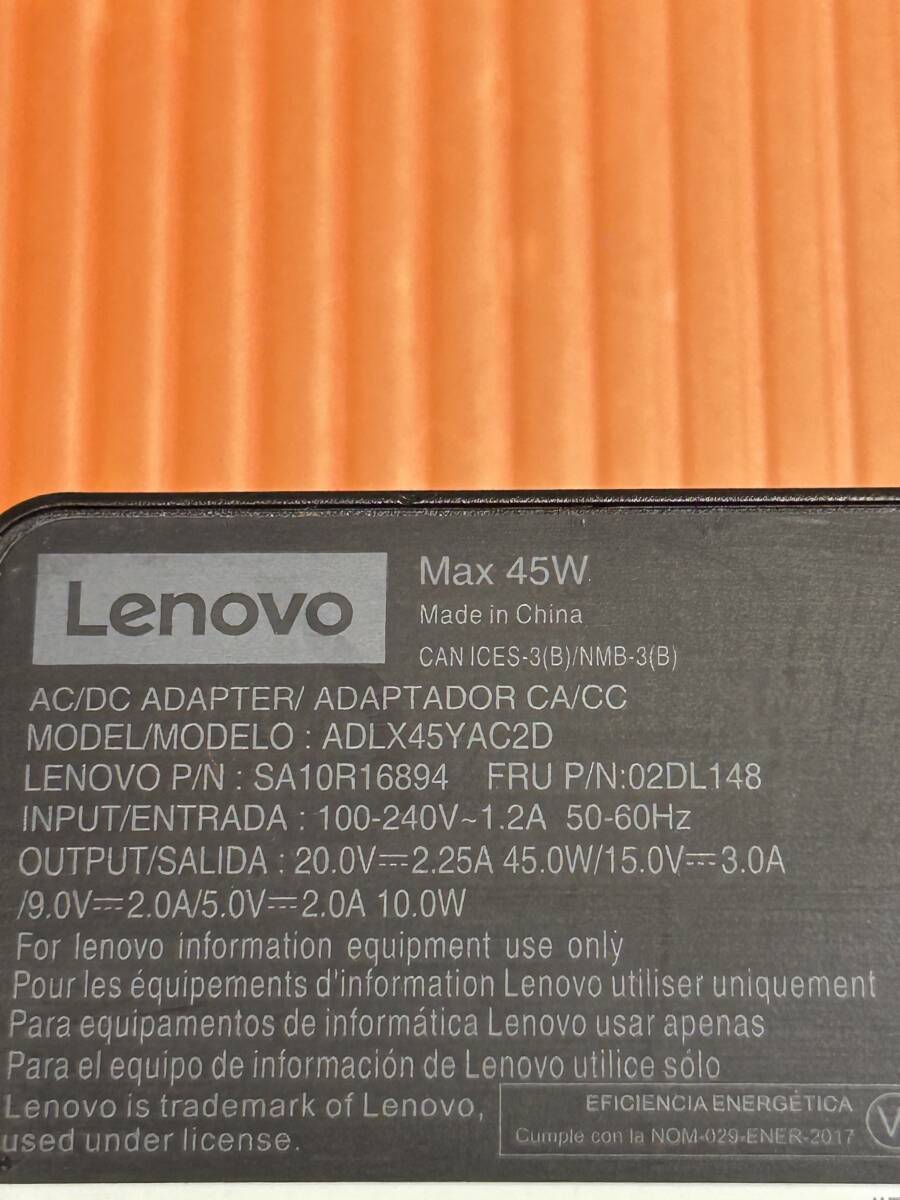 Lenovo
Max 45W
Made in China
CAN ICES-3(B)/NMB-3(B)
AC/DC ADAPTER/ ADAPTADOR CA/CC
MODEL/MODELO : ADLX45YAC2D
LENOVO P/N : SA10R16894 FRU P/N:02DL148
INPUT/ENTRADA : 100-240V~1.2A 50-60Hz
OUTPUT/SALIDA : 20.0V⎓2.25A 45.0W/15.0V⎓3.0A
/9.0V⎓2.0A/5.0V⎓2.0A 10.0W
For lenovo information equipment use only
Pour les équipements d'information Lenovo utiliser uniquement
Para equipamentos de informática Lenovo usar apenas
Para el equipo de información de Lenovo utilice sólo
Lenovo is trademark of Lenovo,
used under license.
EFICIENCIA ENERGÉTICA
Cumple con la NOM-029-ENER-2017
V